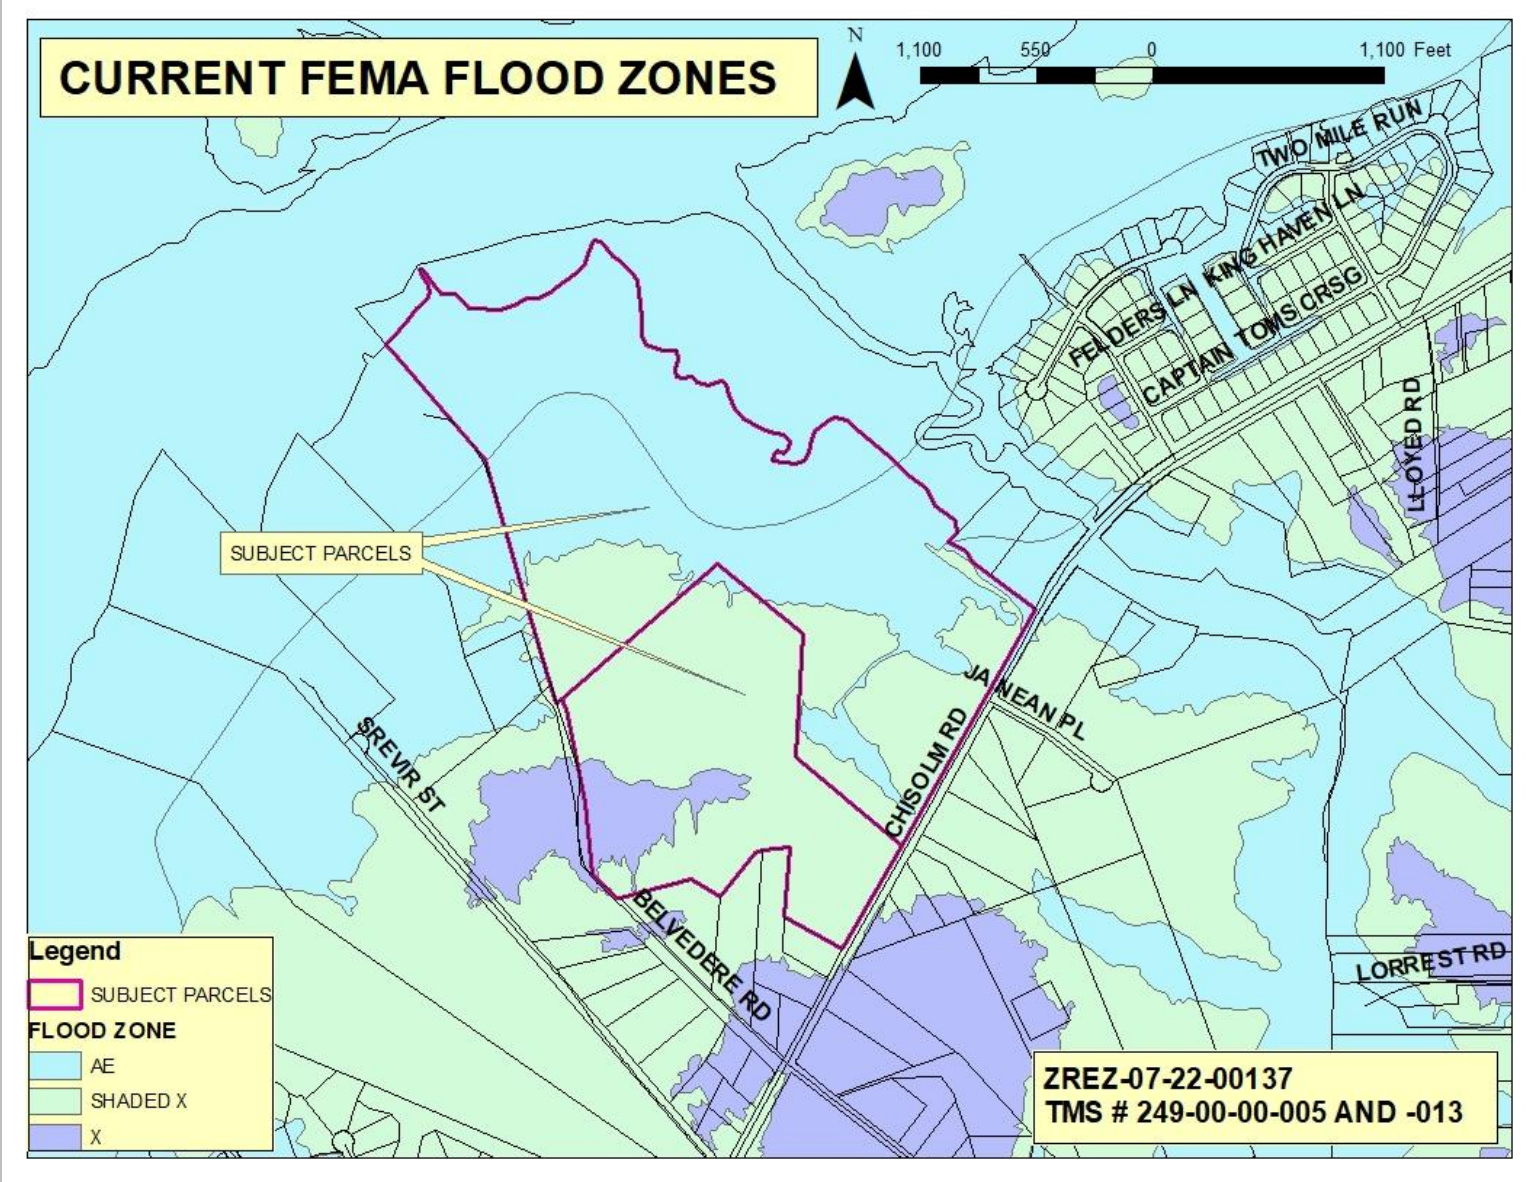 CURRENT FEMA FLOOD ZONES
N
1,100 550 0 1,100 Feet
TWO MILE RUN
KING HAVEN LN
FELDERS LN
CAPTAIN TOMS CRSG
LLOYED RD
SUBJECT PARCELS
JAINEAN PL
CHISOLM RD
SREVIR ST
BELVEDERE RD
LORREST RD
Legend
SUBJECT PARCELS
FLOOD ZONE
AE
SHADED X
X
ZREZ-07-22-00137
TMS # 249-00-00-005 AND -013